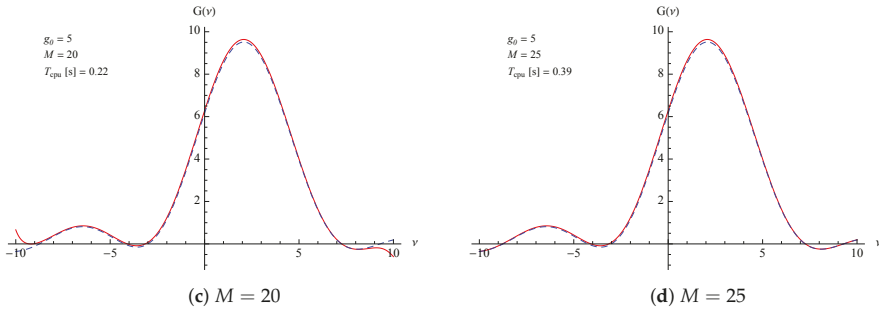 G(ν)
10
g₀ = 5
M = 20
T_cpu [s] = 0.22
8
6
4
2
−10
−5
5
10
ν
(c) M = 20
G(ν)
10
g₀ = 5
M = 25
T_cpu [s] = 0.39
8
6
4
2
−10
−5
5
10
ν
(d) M = 25